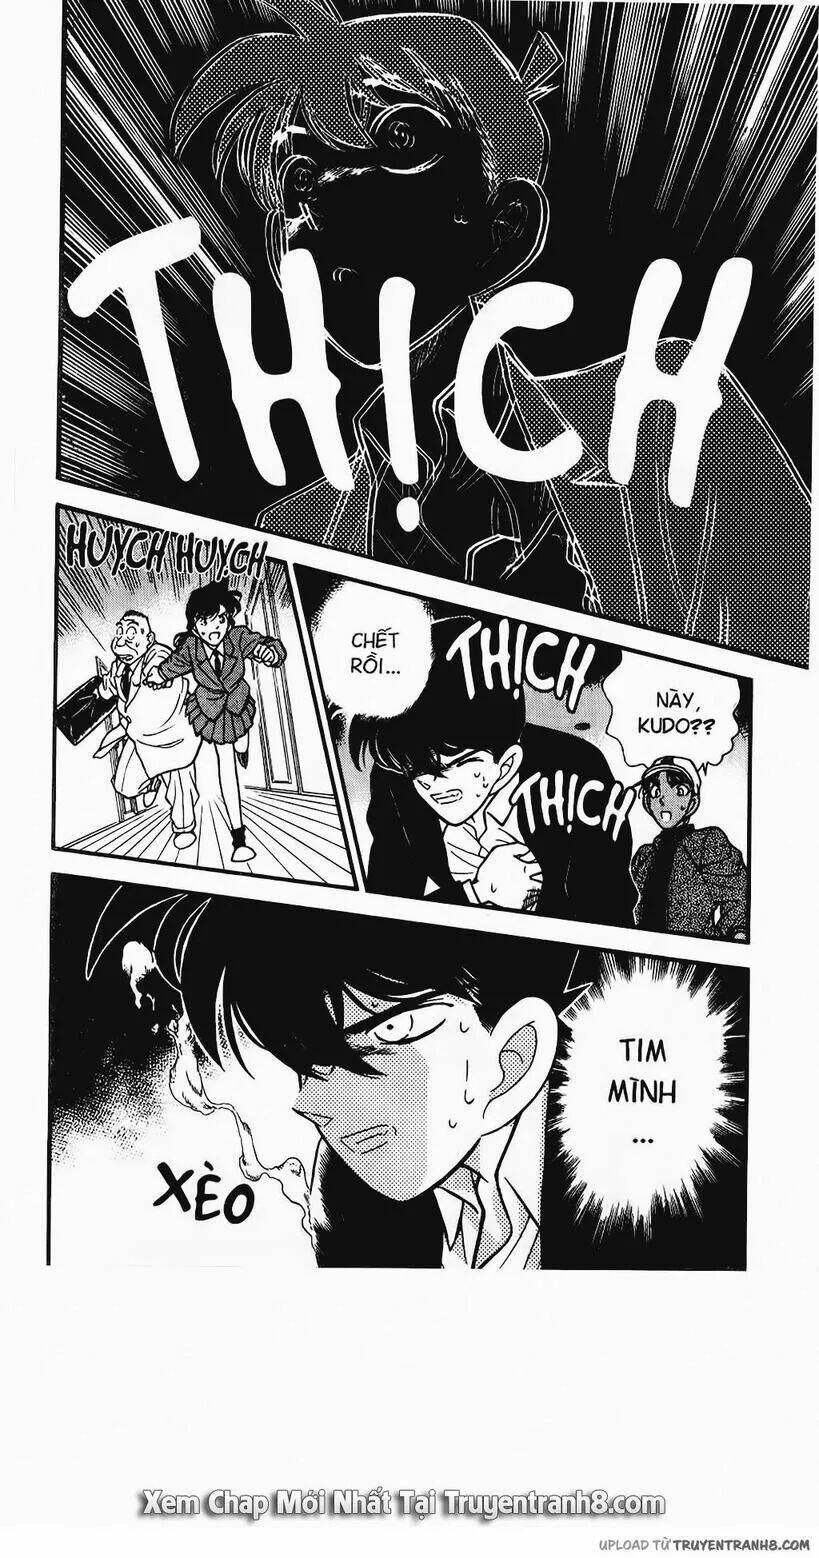 THỊCH
HUỴCH HUỴCH
CHẾT
RỒI...
THỊCH
THỊCH
NÀY,
KUDO??
TIM
MÌNH
...
XÈO
Xem Chap Mới Nhất Tại Truyentranh8.com
UPLOAD TỪ TRUYENTRANH8.COM